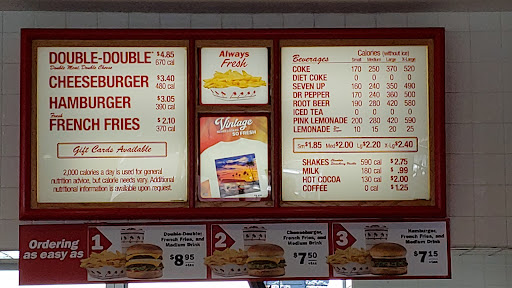 DOUBLE-DOUBLE $4.85
Double Meat, Double Cheese 670 cal
CHEESEBURGER $3.40
480 cal
HAMBURGER $3.05
390 cal
Fresh
FRENCH FRIES $2.10
370 cal
Gift Cards Available
2,000 calories a day is used for general
nutrition advice, but calorie needs vary. Additional
nutritional information is available upon request.
Always
Fresh
Vintage
SO FRESH
Beverages Calories (without ice)
Small Medium Large X-Large
COKE 170 250 370 520
DIET COKE 0 0 0 0
SEVEN UP 160 240 350 490
DR PEPPER 170 240 360 500
ROOT BEER 190 280 420 580
ICED TEA 0 0 0 0
PINK LEMONADE 200 280 420 590
LEMONADE 10 15 20 25
Sm $1.85 Med $2.00 Lg $2.20 X Lg $2.40
SHAKES 590 cal $2.75
MILK 180 cal $ .99
HOT COCOA 130 cal $2.00
COFFEE 0 cal $1.25
Ordering
as easy as
1 Double-Double,
French Fries, and
Medium Drink
$8.95
2 Cheeseburger,
French Fries, and
Medium Drink
$7.50
3 Hamburger,
French Fries, and
Medium Drink
$7.15